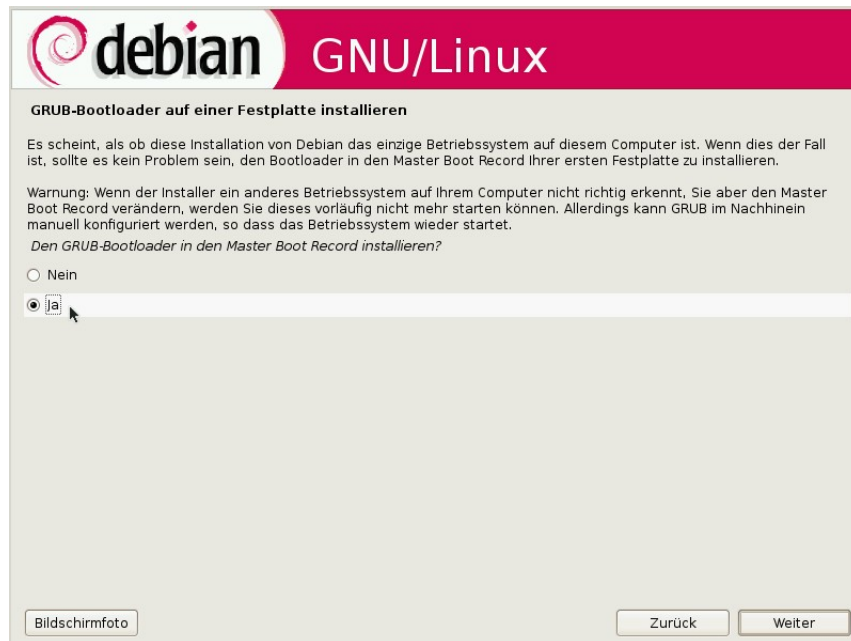 debian GNU/Linux
GRUB-Bootloader auf einer Festplatte installieren
Es scheint, als ob diese Installation von Debian das einzige Betriebssystem auf diesem Computer ist. Wenn dies der Fall
ist, sollte es kein Problem sein, den Bootloader in den Master Boot Record Ihrer ersten Festplatte zu installieren.
Warnung: Wenn der Installer ein anderes Betriebssystem auf Ihrem Computer nicht richtig erkennt, Sie aber den Master
Boot Record verändern, werden Sie dieses vorläufig nicht mehr starten können. Allerdings kann GRUB im Nachhinein
manuell konfiguriert werden, so dass das Betriebssystem wieder startet.
Den GRUB-Bootloader in den Master Boot Record installieren?
Nein
Ja
Bildschirmfoto Zurück Weiter